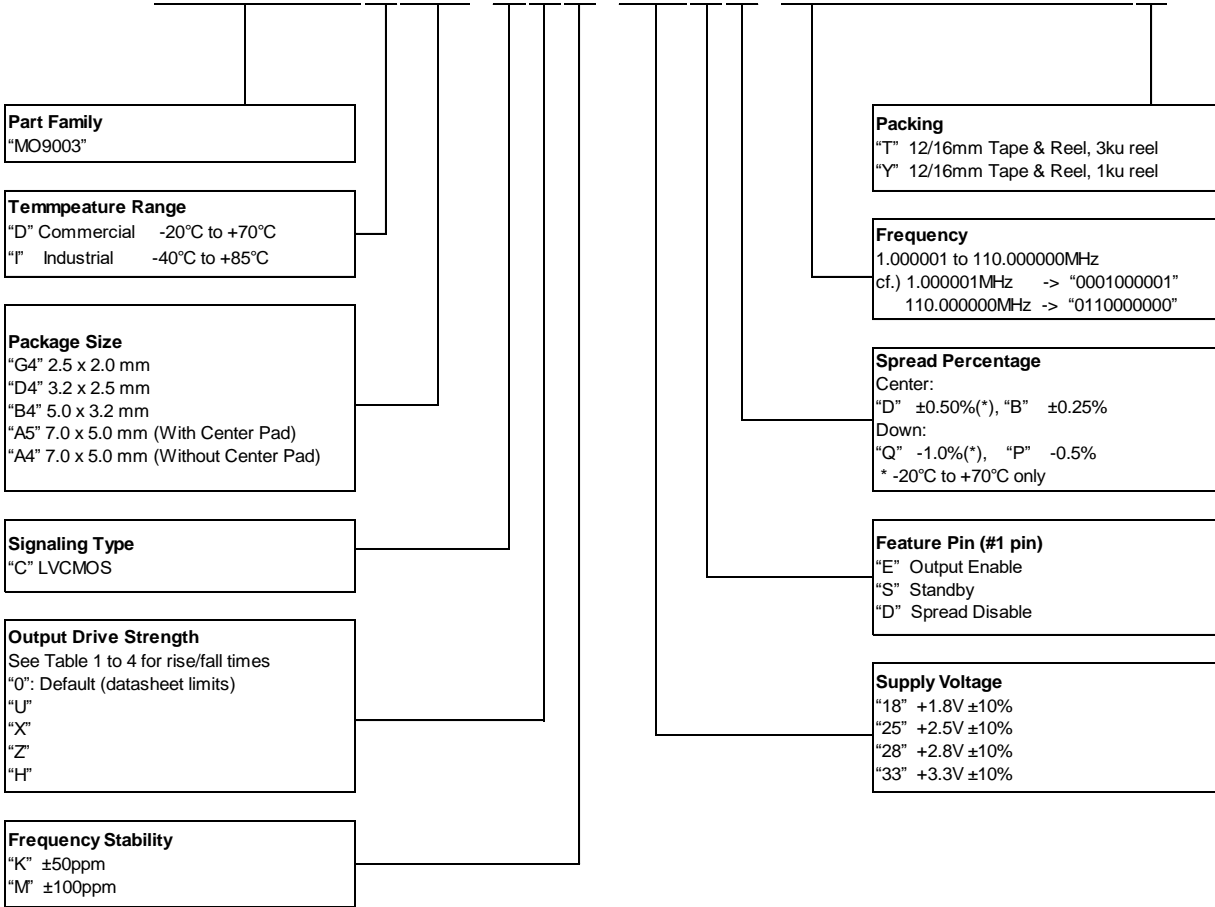 Part Family
“MO9003”
Temmpeature Range
“D” Commercial -20°C to +70°C
“I” Industrial -40°C to +85°C
Package Size
“G4” 2.5 x 2.0 mm
“D4” 3.2 x 2.5 mm
“B4” 5.0 x 3.2 mm
“A5” 7.0 x 5.0 mm (With Center Pad)
“A4” 7.0 x 5.0 mm (Without Center Pad)
Signaling Type
“C” LVCMOS
Output Drive Strength
See Table 1 to 4 for rise/fall times
“0”: Default (datasheet limits)
“U”
“X”
“Z”
“H”
Frequency Stability
“K” ±50ppm
“M” ±100ppm
Packing
“T” 12/16mm Tape & Reel, 3ku reel
“Y” 12/16mm Tape & Reel, 1ku reel
Frequency
1.000001 to 110.000000MHz
cf.) 1.000001MHz -> “0001000001”
110.000000MHz -> “0110000000”
Spread Percentage
Center:
“D” ±0.50%(*), “B” ±0.25%
Down:
“Q” -1.0%(*), “P” -0.5%
* -20°C to +70°C only
Feature Pin (#1 pin)
“E” Output Enable
“S” Standby
“D” Spread Disable
Supply Voltage
“18” +1.8V ±10%
“25” +2.5V ±10%
“28” +2.8V ±10%
“33” +3.3V ±10%